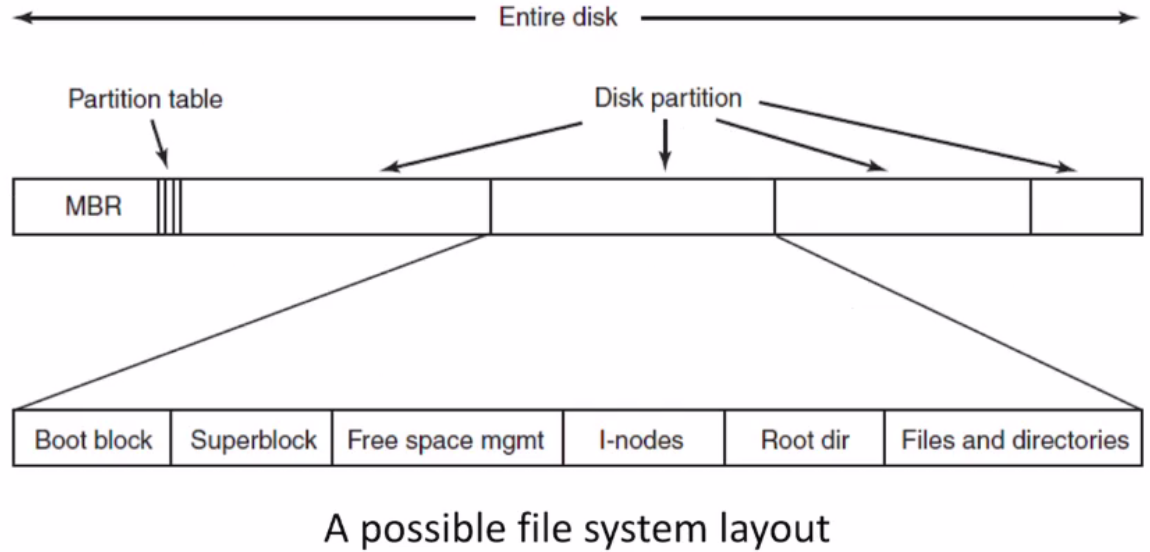 Entire disk
Partition table
Disk partition
MBR
Boot block
Superblock
Free space mgmt
I-nodes
Root dir
Files and directories
A possible file system layout